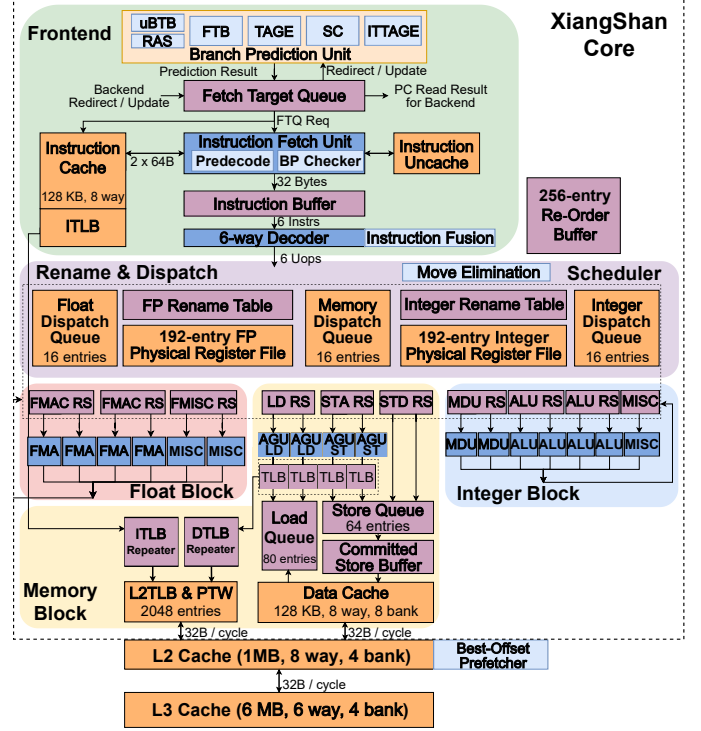 Frontend
XiangShan
Core
uBTB
RAS
FTB
TAGE
SC
ITTAGE
Branch Prediction Unit
Prediction Result
Redirect / Update
Backend
Redirect / Update
Fetch Target Queue
PC Read Result
for Backend
FTQ Req
Instruction
Cache
128 KB, 8 way
ITLB
2 x 64B
Instruction Fetch Unit
Predecode
BP Checker
Instruction
Uncache
32 Bytes
Instruction Buffer
6 Instrs
6-way Decoder
Instruction Fusion
6 Uops
256-entry
Re-Order
Buffer
Rename & Dispatch
Move Elimination
Scheduler
Float
Dispatch
Queue
16 entries
FP Rename Table
192-entry FP
Physical Register File
Memory
Dispatch
Queue
16 entries
Integer Rename Table
192-entry Integer
Physical Register File
Integer
Dispatch
Queue
16 entries
FMAC RS
FMAC RS
FMISC RS
FMA
FMA
FMA
FMA
MISC
MISC
Float Block
LD RS
STA RS
STD RS
AGU
LD
AGU
LD
AGU
ST
AGU
ST
TLB
TLB
TLB
TLB
MDU RS
ALU RS
ALU RS
MISC
MDU
MDU
ALU
ALU
ALU
ALU
MISC
Integer Block
Load
Queue
80 entries
Store Queue
64 entries
Committed
Store Buffer
ITLB
Repeater
DTLB
Repeater
Memory
Block
L2TLB & PTW
2048 entries
Data Cache
128 KB, 8 way, 8 bank
32B / cycle
32B / cycle
L2 Cache (1MB, 8 way, 4 bank)
Best-Offset
Prefetcher
32B / cycle
L3 Cache (6 MB, 6 way, 4 bank)